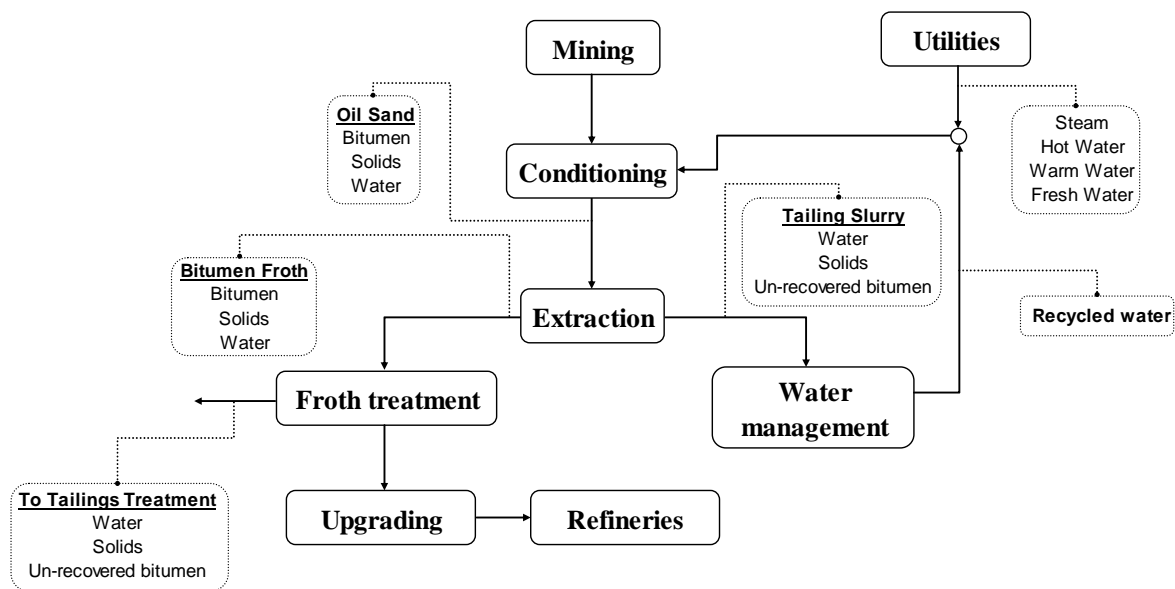 Mining
Utilities
Oil Sand
Bitumen
Solids
Water
Steam
Hot Water
Warm Water
Fresh Water
Conditioning
Tailing Slurry
Water
Solids
Un-recovered bitumen
Bitumen Froth
Bitumen
Solids
Water
Extraction
Recycled water
Froth treatment
Water
management
To Tailings Treatment
Water
Solids
Un-recovered bitumen
Upgrading
Refineries